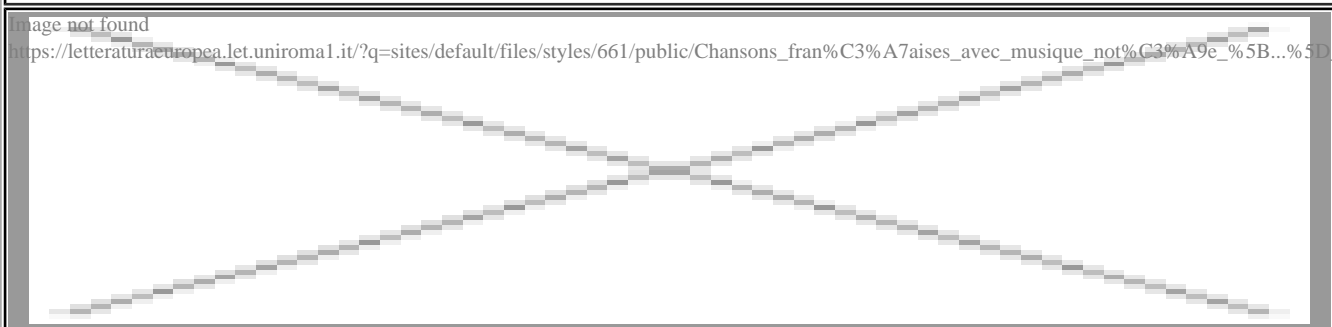 Image not found
https://letteraturaeuropea.let.uniroma1.it/?q=sites/default/files/styles/661/public/Chansons_fran%C3%A7aises_avec_musique_not%C3%A9e_%5B...%5D_